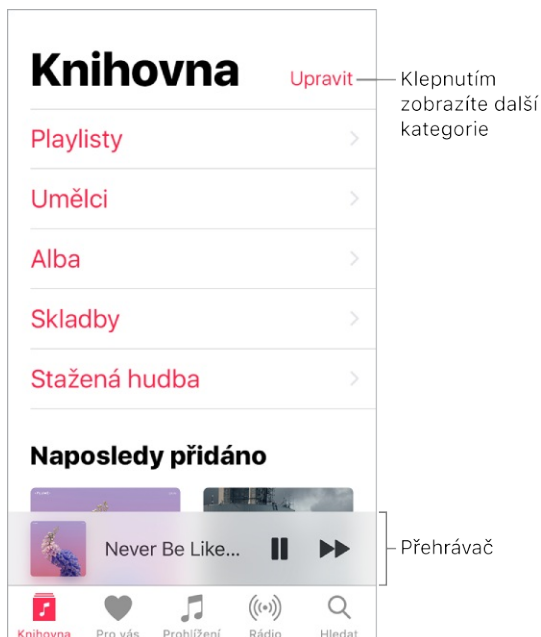 Knihovna
Upravit
Klepnutím
zobrazíte další
kategorie
Playlisty
Umělci
Alba
Skladby
Stažená hudba
Naposledy přidáno
Never Be Like...
Přehrávač
Knihovna Pro vás Prohlížení Rádio Hledat